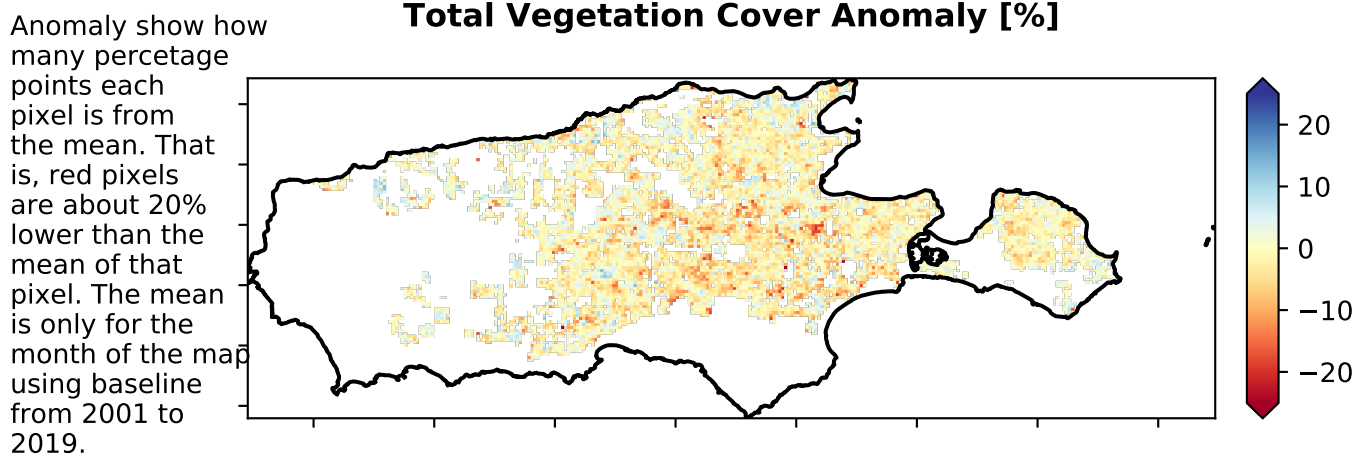 Total Vegetation Cover Anomaly [%]
Anomaly show how
many percetage
points each
pixel is from
the mean. That
is, red pixels
are about 20%
lower than the
mean of that
pixel. The mean
is only for the
month of the map
using baseline
from 2001 to
2019.
20
10
0
−10
−20